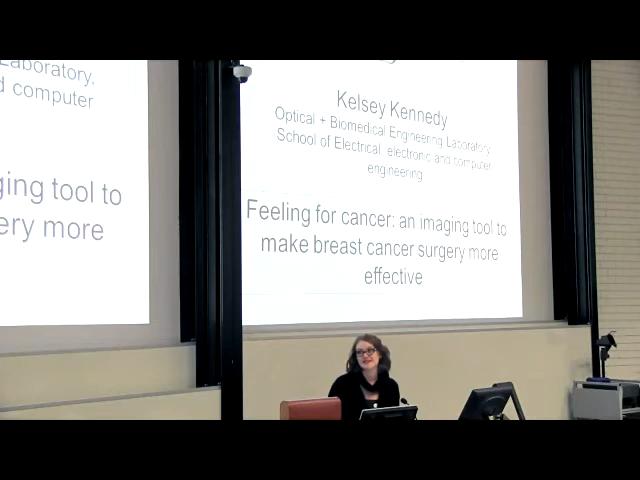 Laboratory,
d computer
ging tool to
ery more
Kelsey Kennedy
Optical + Biomedical Engineering Laboratory
School of Electrical, electronic and computer
engineering
Feeling for cancer: an imaging tool to
make breast cancer surgery more
effective